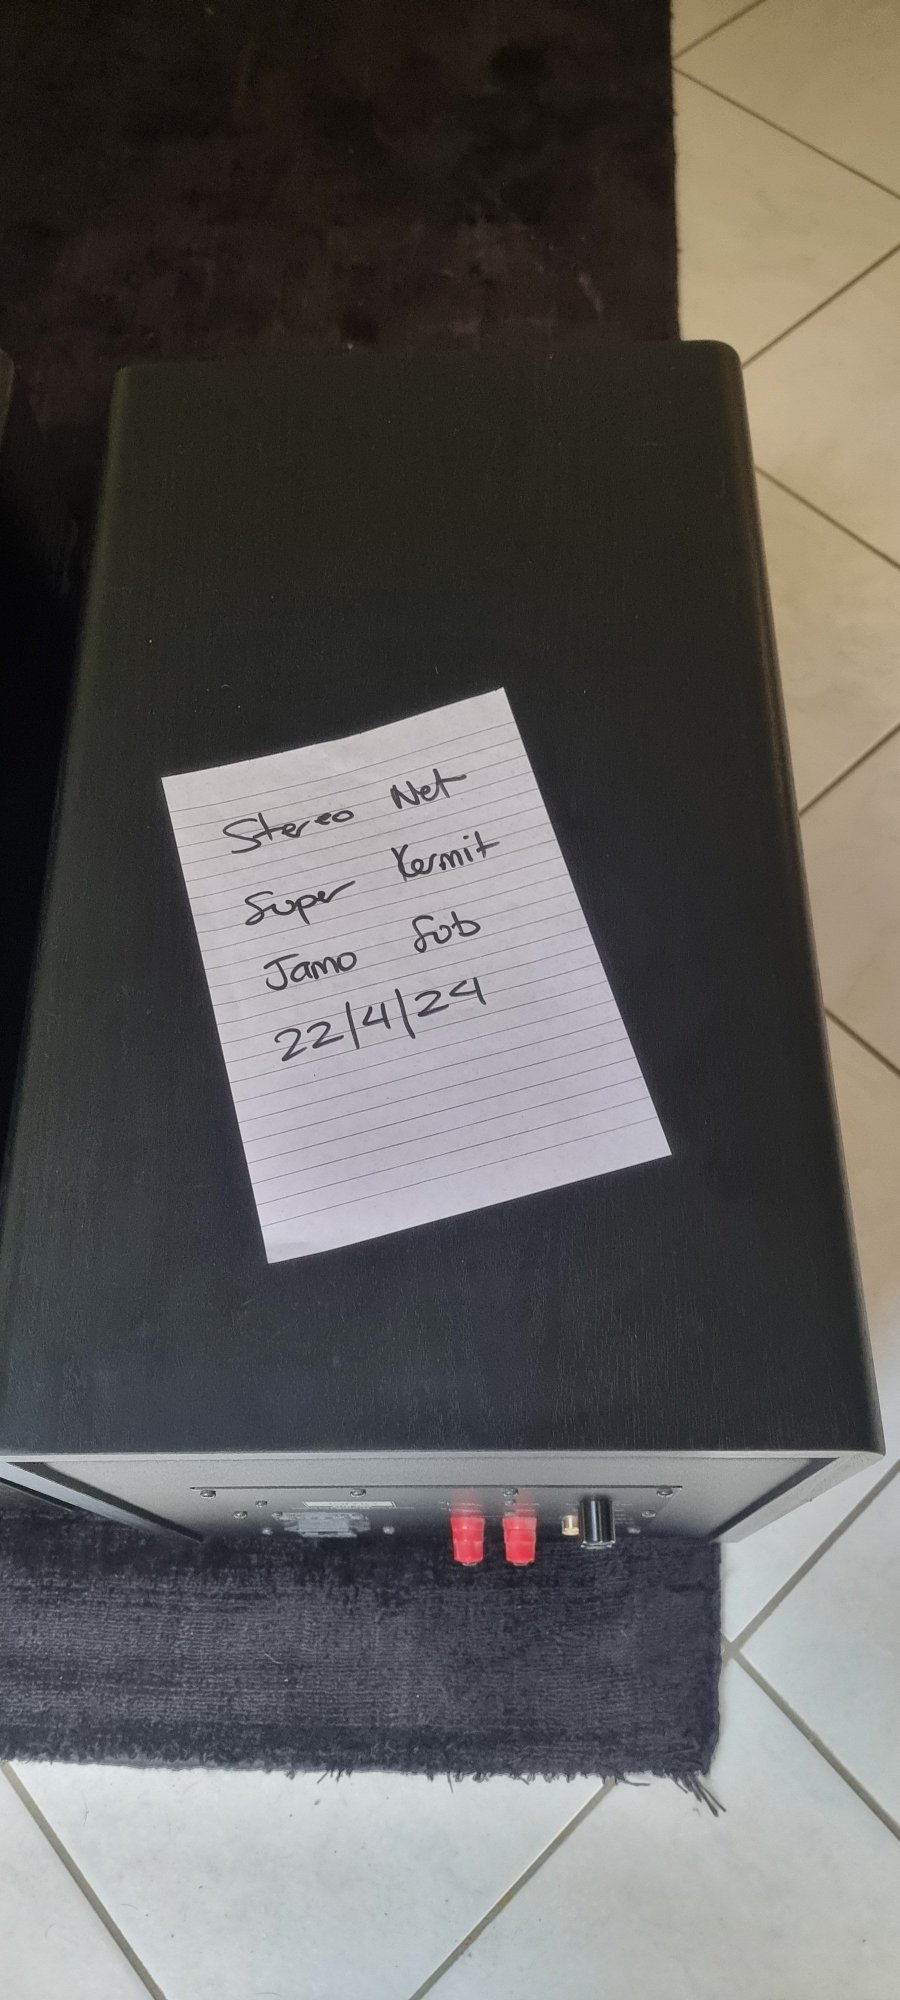 Stereo Net
Super Kermit
Jamo Sub
22/4/24